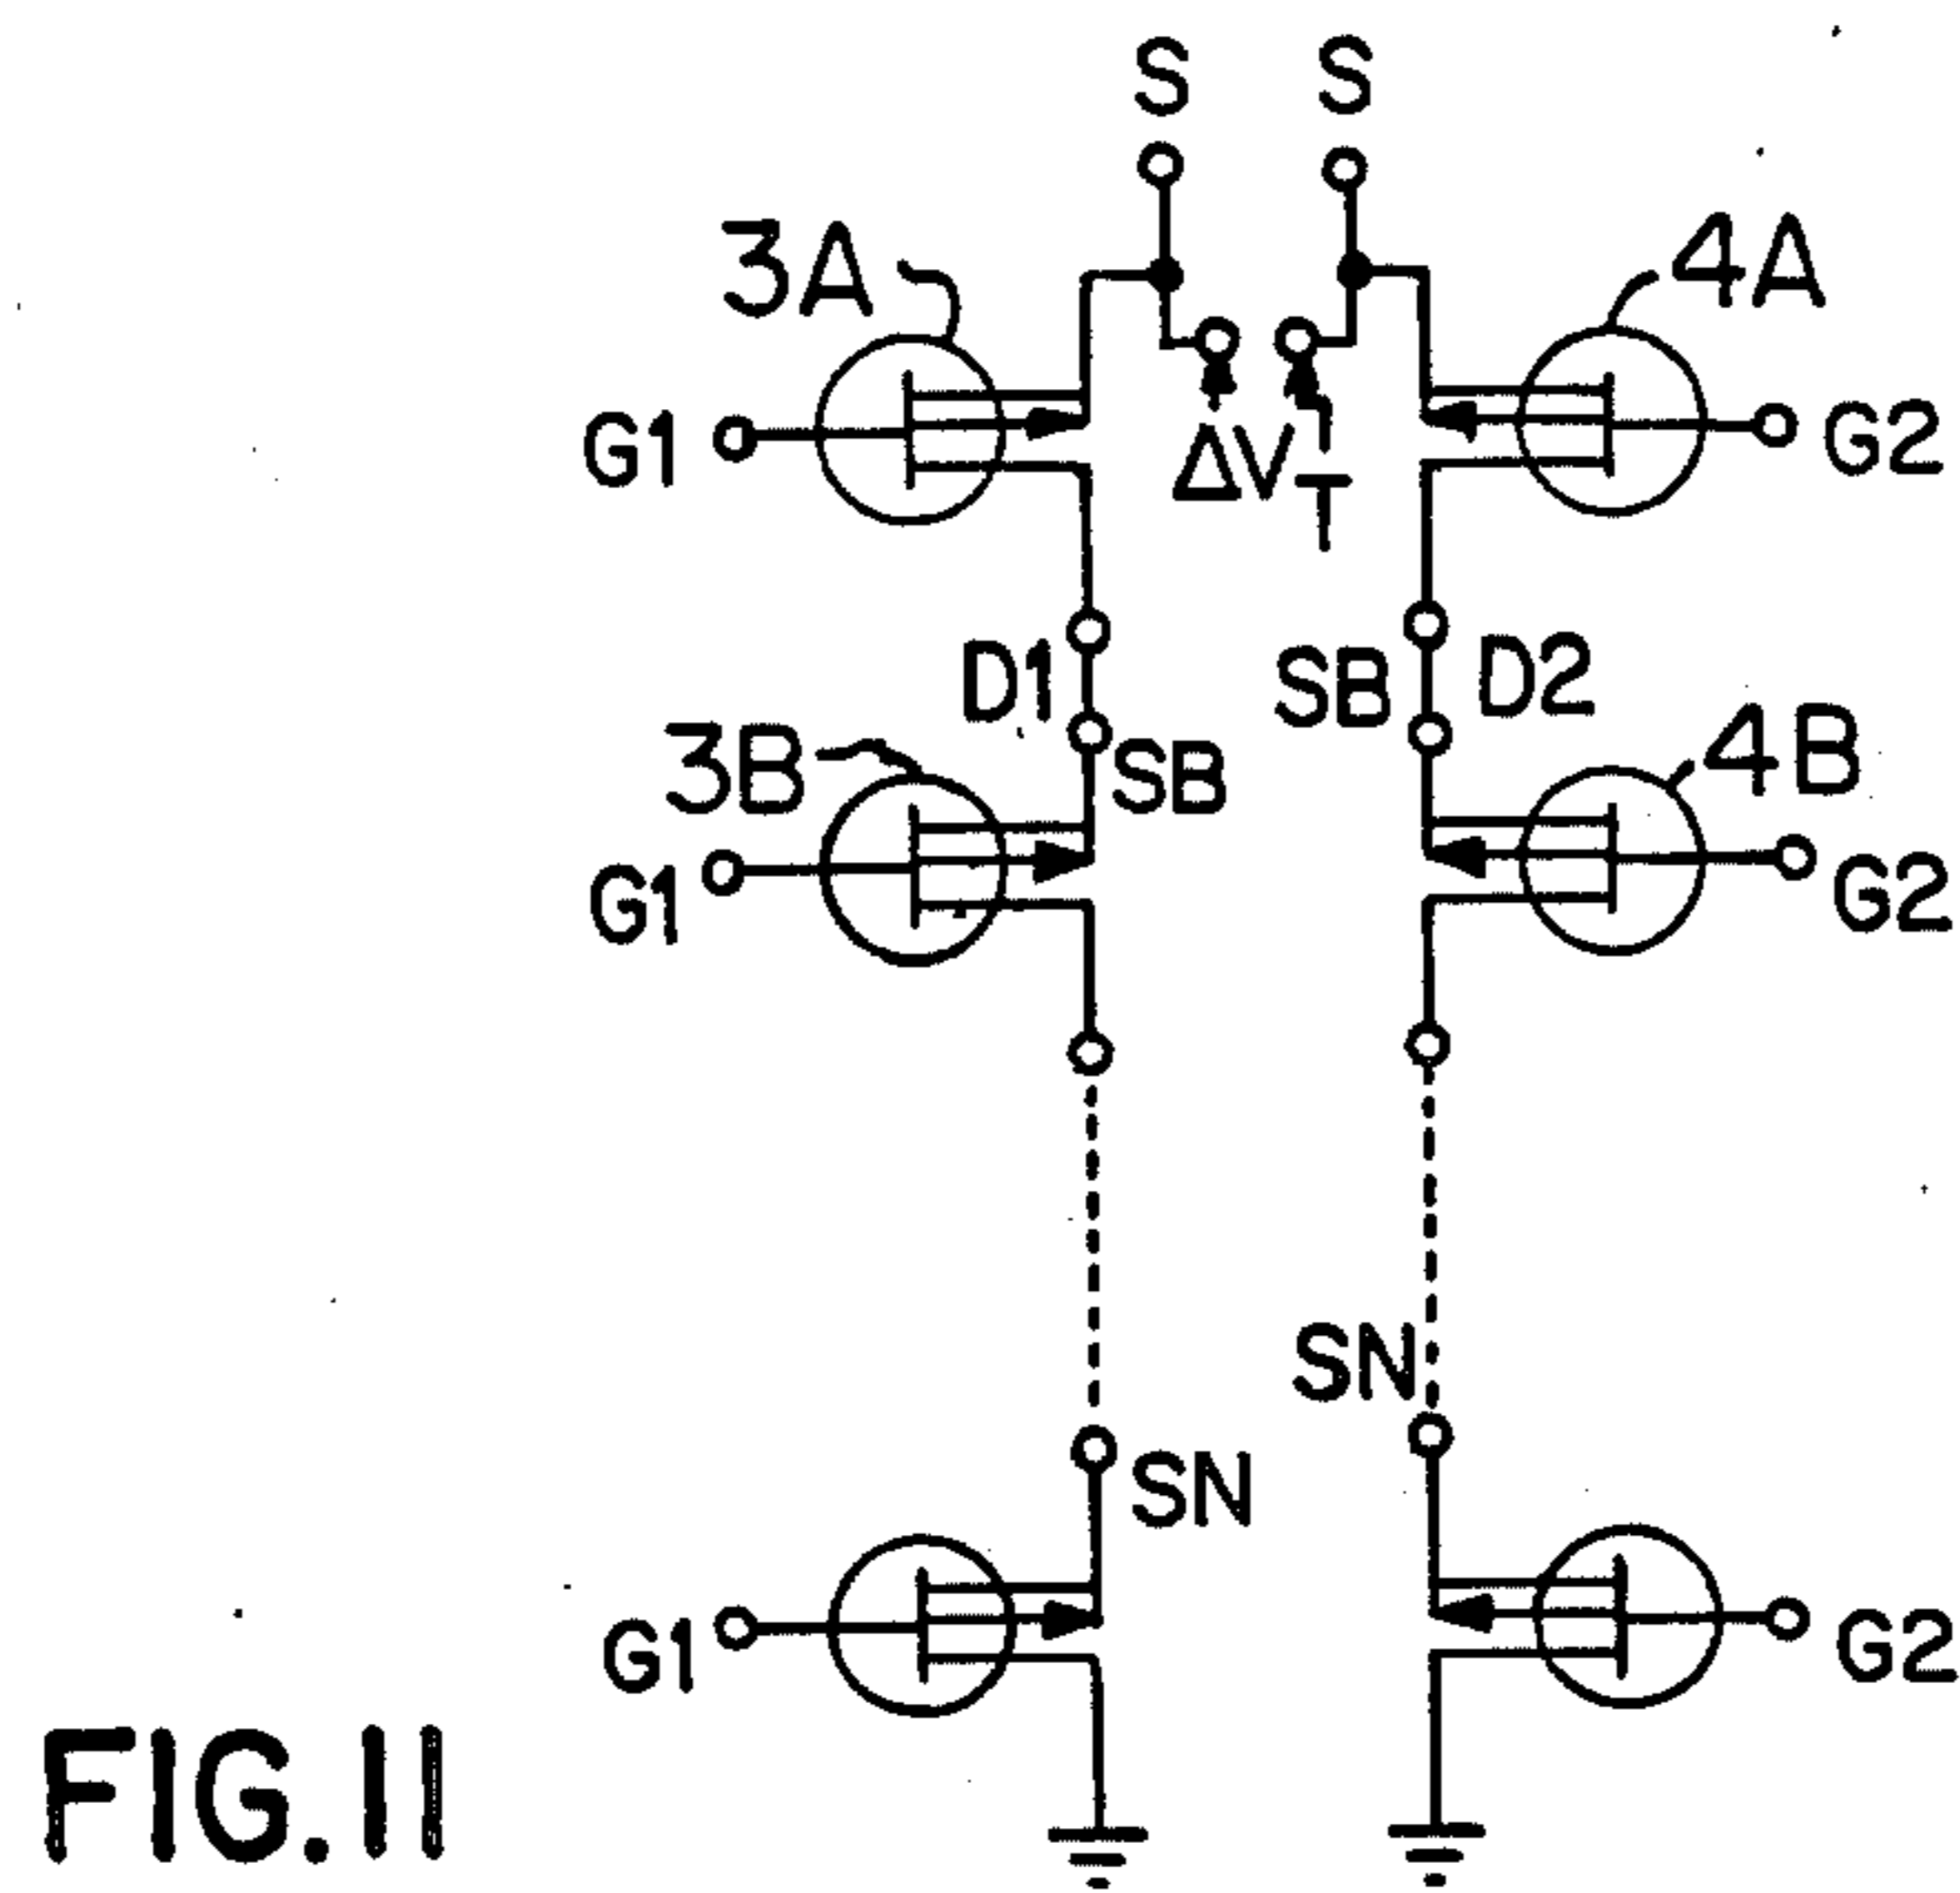 S S
3A 4A
G1 ΔVT G2
D1 SB D2
3B SB 4B
G1 G2
SN
SN
G1 G2
FIG. 11